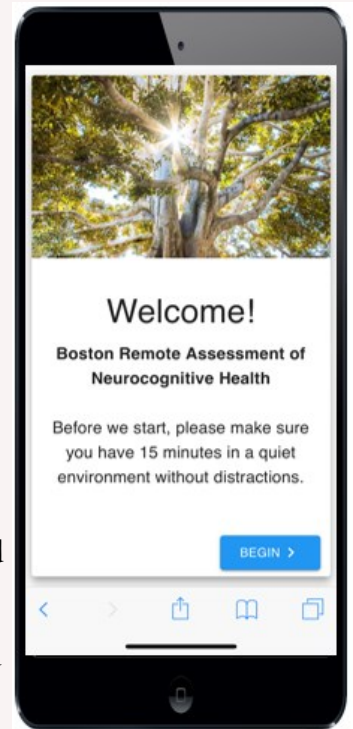 Welcome!
Boston Remote Assessment of
Neurocognitive Health
Before we start, please make sure
you have 15 minutes in a quiet
environment without distractions.
BEGIN >